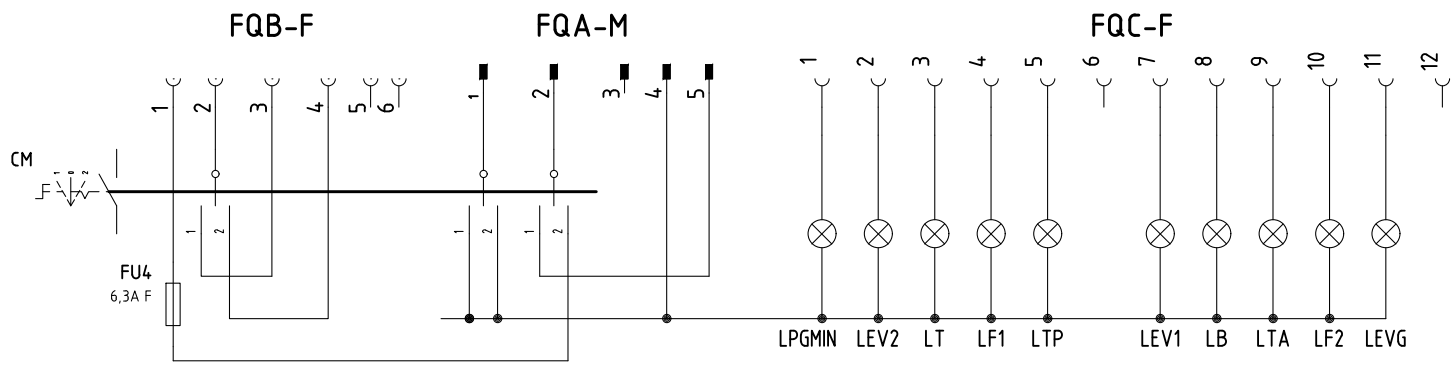 FQB-F FQA-M FQC-F
1 2 3 4 5 6 7 8 9 10 11 12
1 2 3 4 5 6 1 2 3 4 5
CM
1 0 2
1 2 1 2 1 2
FU4
6,3A F
LPGMIN LEV2 LT LF1 LTP LEV1 LB LTA LF2 LEVG